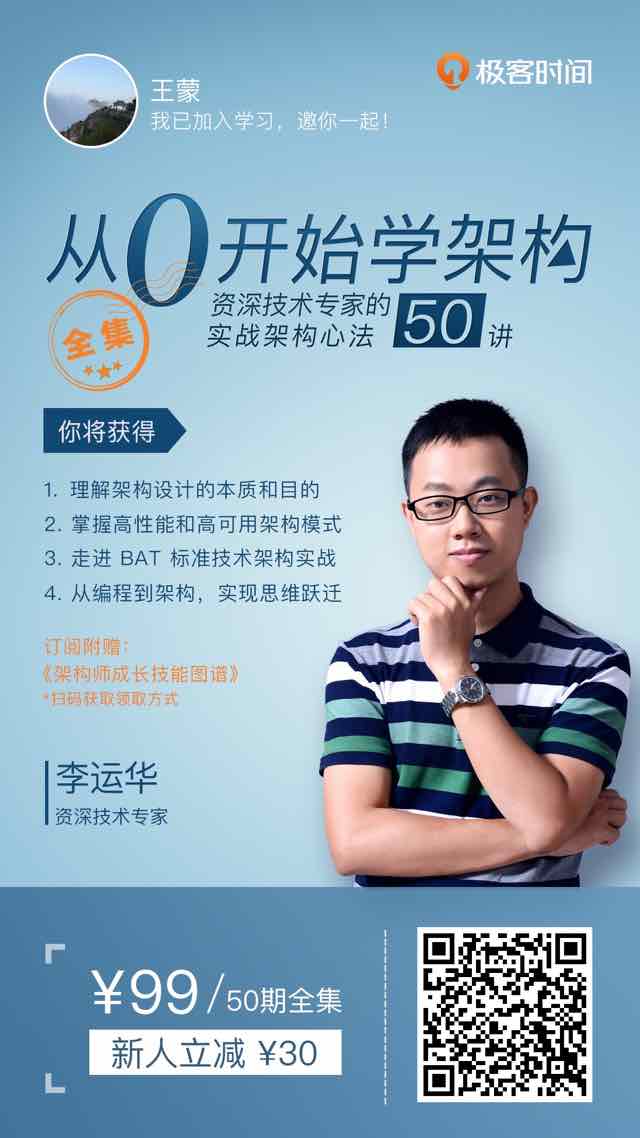 王蒙
我已加入学习，邀你一起！
极客时间
从0开始学架构
资深技术专家的
实战架构心法 50 讲
全集
你将获得
1. 理解架构设计的本质和目的
2. 掌握高性能和高可用架构模式
3. 走进 BAT 标准技术架构实战
4. 从编程到架构，实现思维跃迁
订阅附赠：
《架构师成长技能图谱》
*扫码获取领取方式
李运华
资深技术专家
¥99/50期全集
新人立减 ¥30